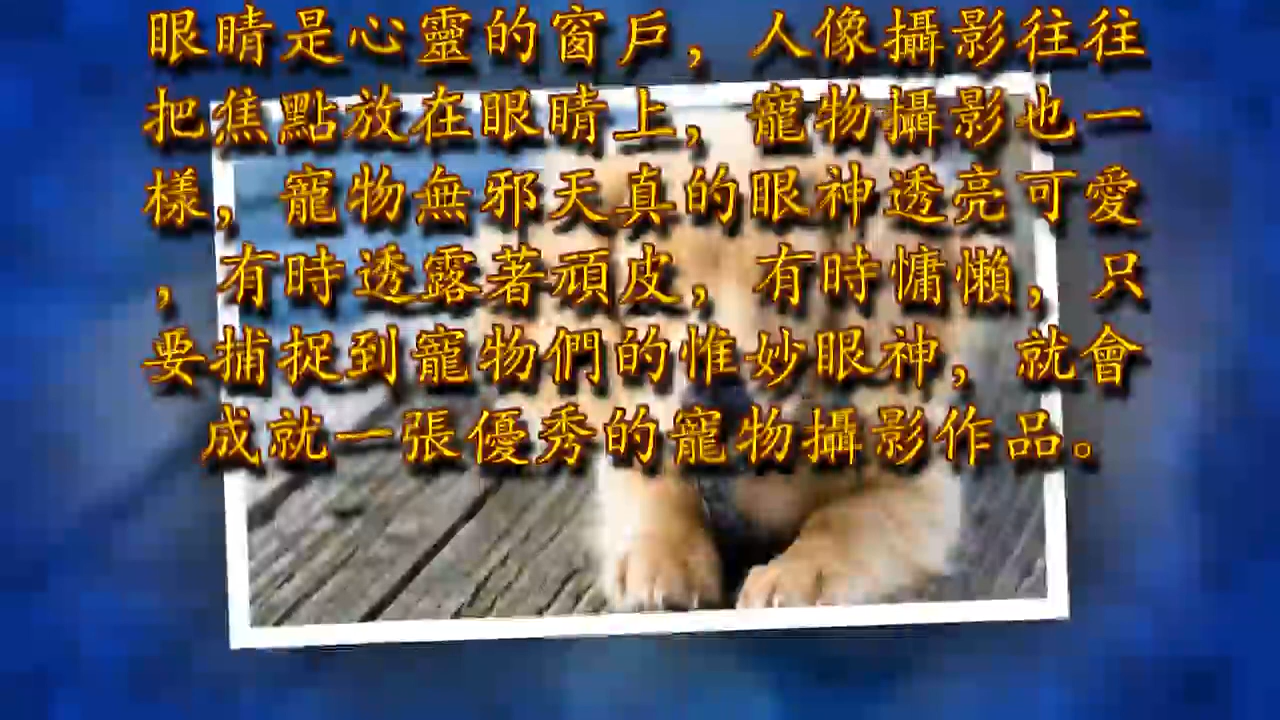 眼睛是心靈的窗戶，人像攝影往往
把焦點放在眼睛上，寵物攝影也一
樣，寵物無邪天真的眼神透亮可愛
，有時透露著頑皮，有時慵懶，只
要捕捉到寵物們的惟妙眼神，就會
成就一張優秀的寵物攝影作品。